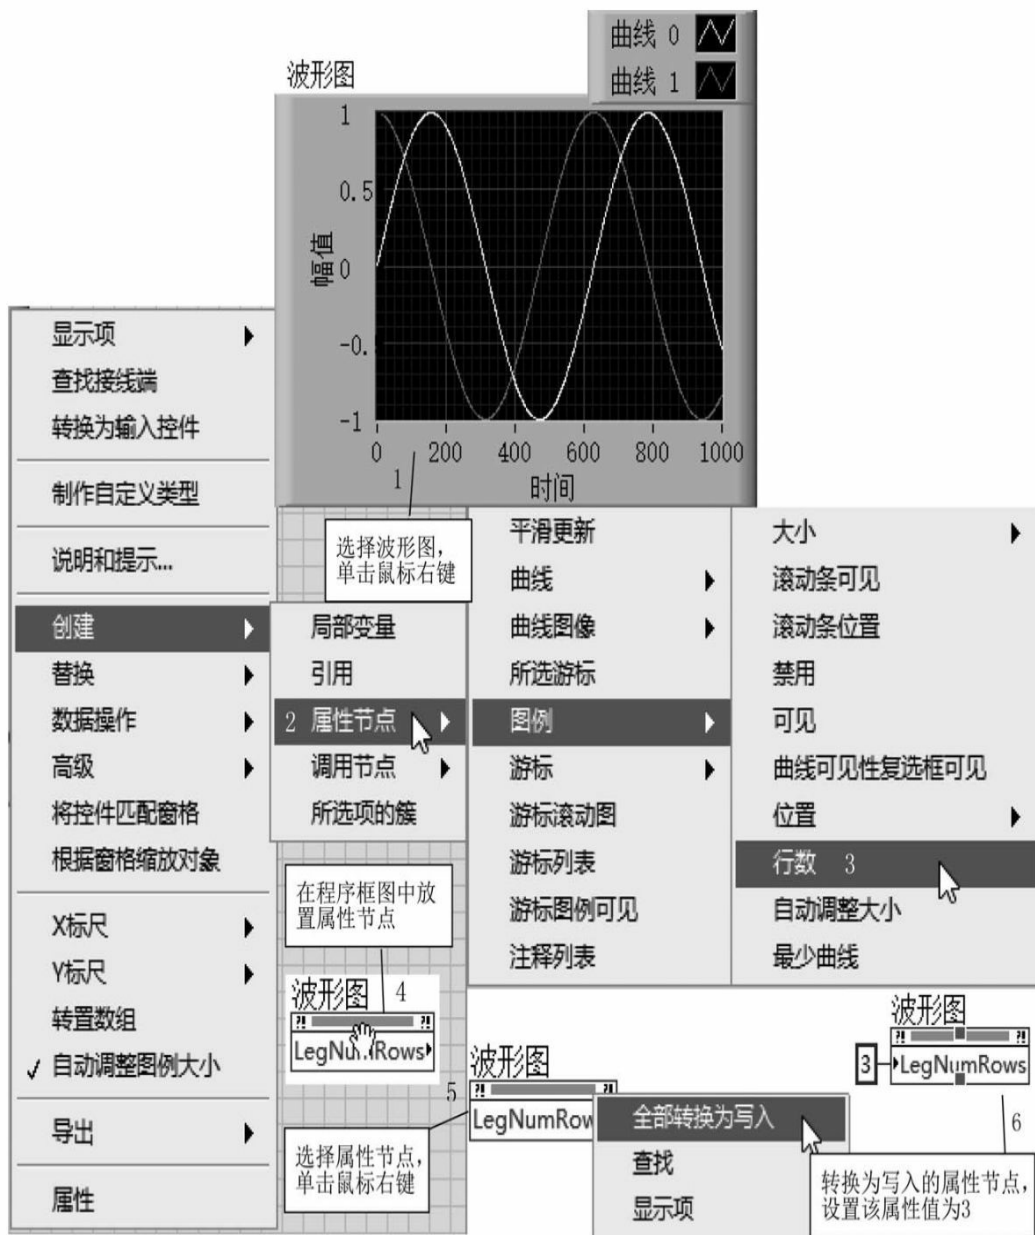 曲线 0
曲线 1
波形图
1
0.5
0
-0.
-1
幅值
0
200
400
600
800
1000
时间
1
选择波形图，
单击鼠标右键
显示项
查找接线端
转换为输入控件
制作自定义类型
说明和提示...
创建
替换
数据操作
高级
将控件匹配窗格
根据窗格缩放对象
X标尺
Y标尺
转置数组
✓ 自动调整图例大小
导出
属性
局部变量
引用
2 属性节点
调用节点
所选项的簇
平滑更新
曲线
曲线图像
所选游标
图例
游标
游标滚动图
游标列表
游标图例可见
注释列表
大小
滚动条可见
滚动条位置
禁用
可见
曲线可见性复选框可见
位置
行数 3
自动调整大小
最少曲线
在程序框图中放
置属性节点
波形图 4
?! ?!
LegNumRows
5
选择属性节点，
单击鼠标右键
波形图
?! ?!
LegNumRow
全部转换为写入
查找
显示项
波形图
?! ?!
3 LegNumRows
6
转换为写入的属性节点，
设置该属性值为3